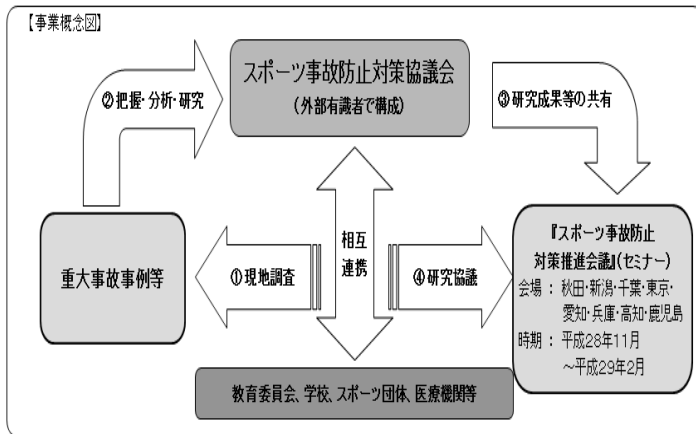 【事業概念図】
スポーツ事故防止対策協議会
(外部有識者で構成)
②把握・分析・研究
③研究成果等の共有
重大事故事例等
①現地調査
相互
連携
④研究協議
『スポーツ事故防止
対策推進会議』(セミナー)
会場 : 秋田・新潟・千葉・東京・
愛知・兵庫・高知・鹿児島
時期 : 平成28年11月
～平成29年2月
教育委員会、学校、スポーツ団体、医療機関等